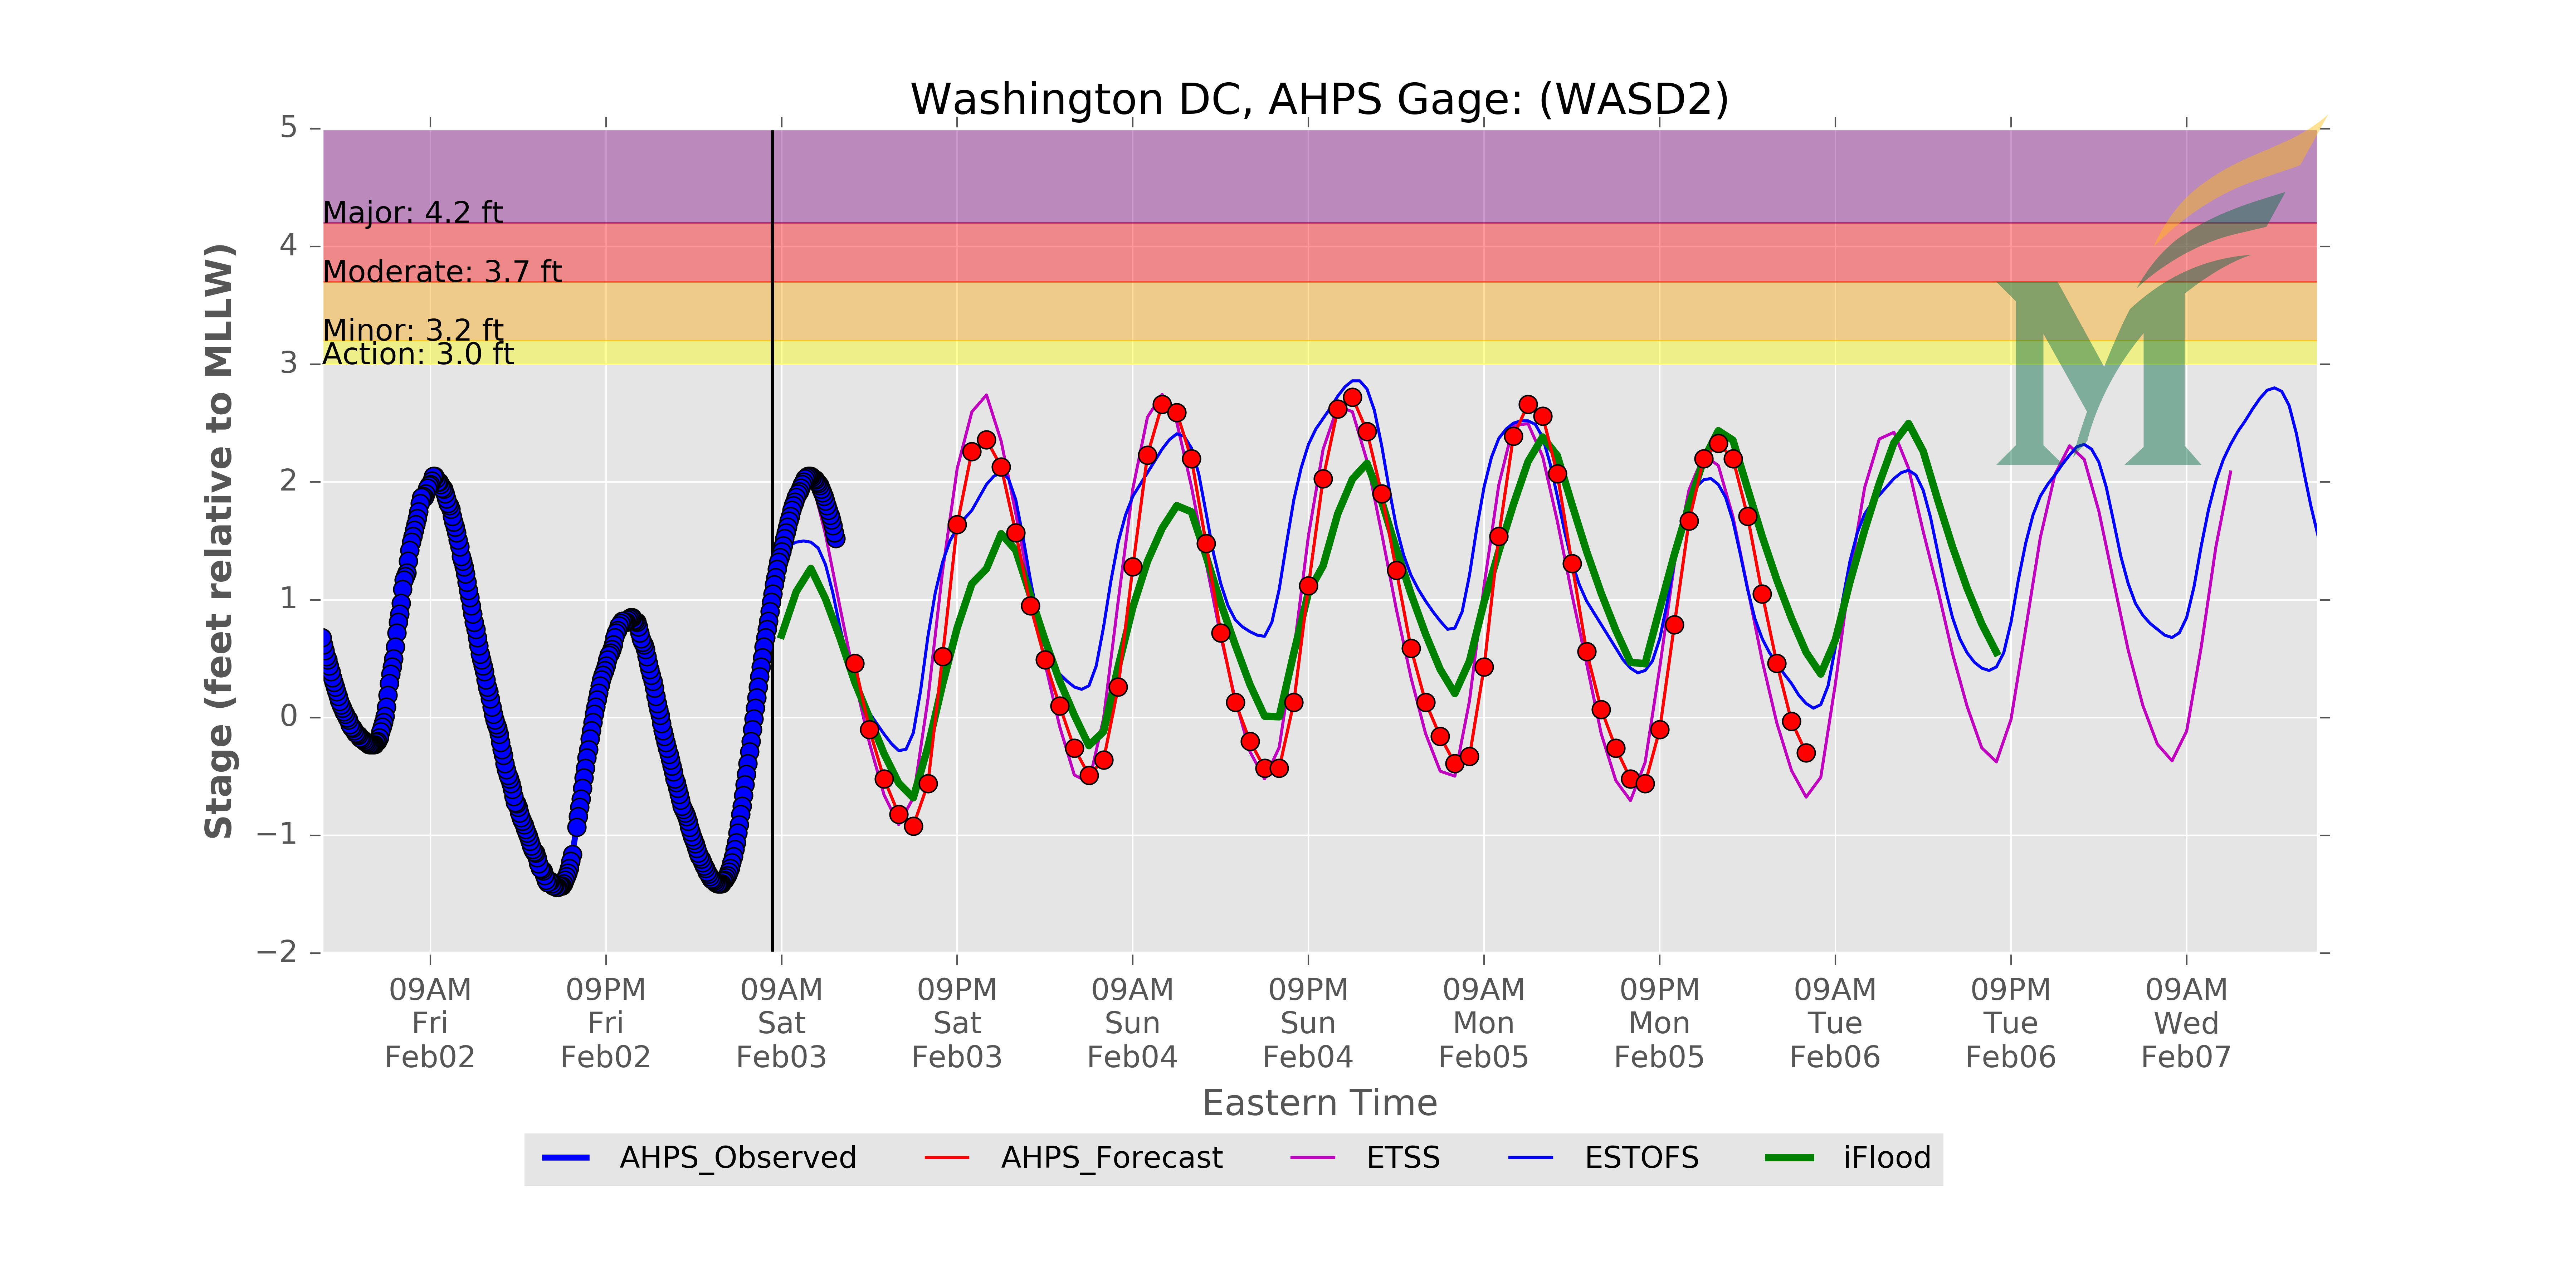 Washington DC, AHPS Gage: (WASD2)
Stage (feet relative to MLLW)
5
4
3
2
1
0
−1
−2
Major: 4.2 ft
Moderate: 3.7 ft
Minor: 3.2 ft
Action: 3.0 ft
M
09AM 09PM 09AM 09PM 09AM 09PM 09AM 09PM 09AM 09PM 09AM
Fri Fri Sat Sat Sun Sun Mon Mon Tue Tue Wed
Feb02 Feb02 Feb03 Feb03 Feb04 Feb04 Feb05 Feb05 Feb06 Feb06 Feb07
Eastern Time
AHPS_Observed AHPS_Forecast ETSS ESTOFS iFlood